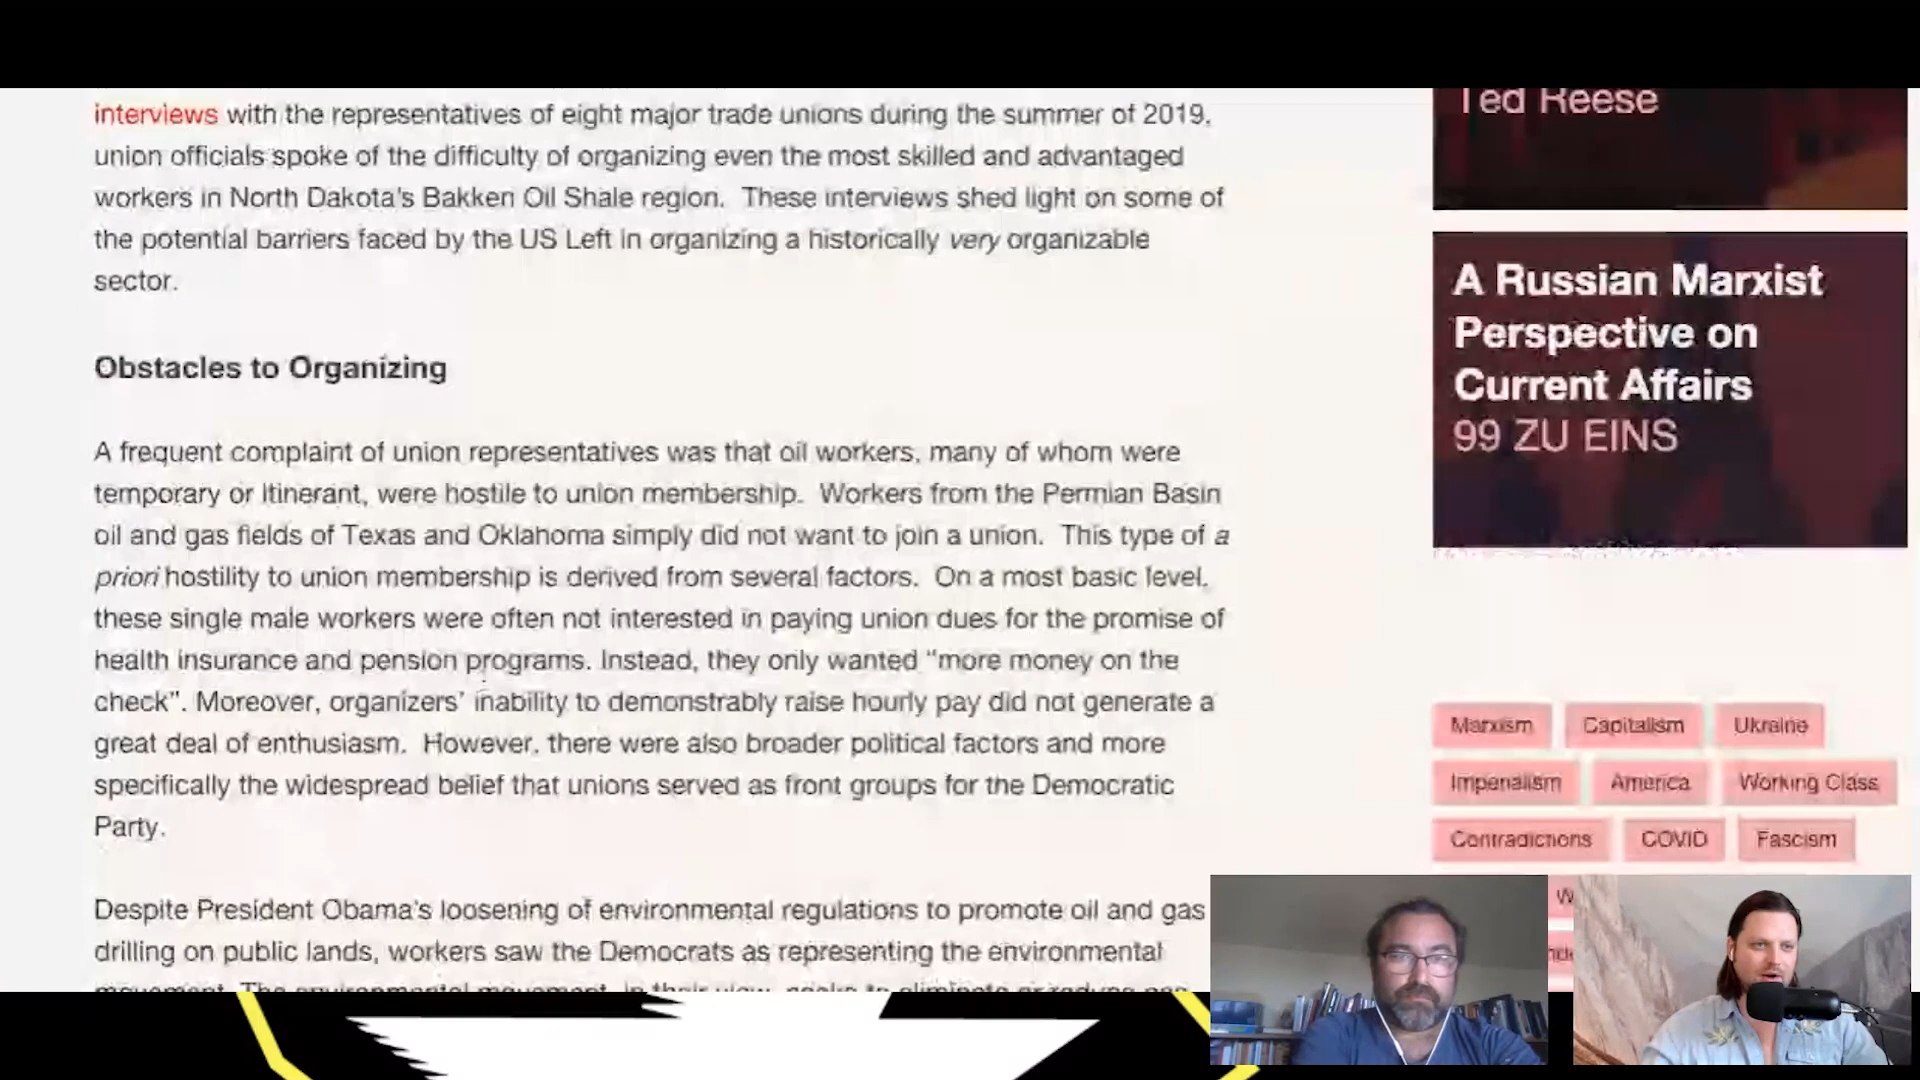 interviews with the representatives of eight major trade unions during the summer of 2019,
union officials spoke of the difficulty of organizing even the most skilled and advantaged
workers in North Dakota's Bakken Oil Shale region. These interviews shed light on some of
the potential barriers faced by the US Left in organizing a historically very organizable
sector.
Obstacles to Organizing
A frequent complaint of union representatives was that oil workers, many of whom were
temporary or itinerant, were hostile to union membership. Workers from the Permian Basin
oil and gas fields of Texas and Oklahoma simply did not want to join a union. This type of a
priori hostility to union membership is derived from several factors. On a most basic level,
these single male workers were often not interested in paying union dues for the promise of
health insurance and pension programs. Instead, they only wanted “more money on the
check”. Moreover, organizers’ inability to demonstrably raise hourly pay did not generate a
great deal of enthusiasm. However, there were also broader political factors and more
specifically the widespread belief that unions served as front groups for the Democratic
Party.
Despite President Obama's loosening of environmental regulations to promote oil and gas
drilling on public lands, workers saw the Democrats as representing the environmental
movement. The environmental movement, in their view, seeks to eliminate or reduce
Ted Reese
A Russian Marxist
Perspective on
Current Affairs
99 ZU EINS
Marxism Capitalism Ukraine
Imperialism America Working Class
Contradictions COVID Fascism